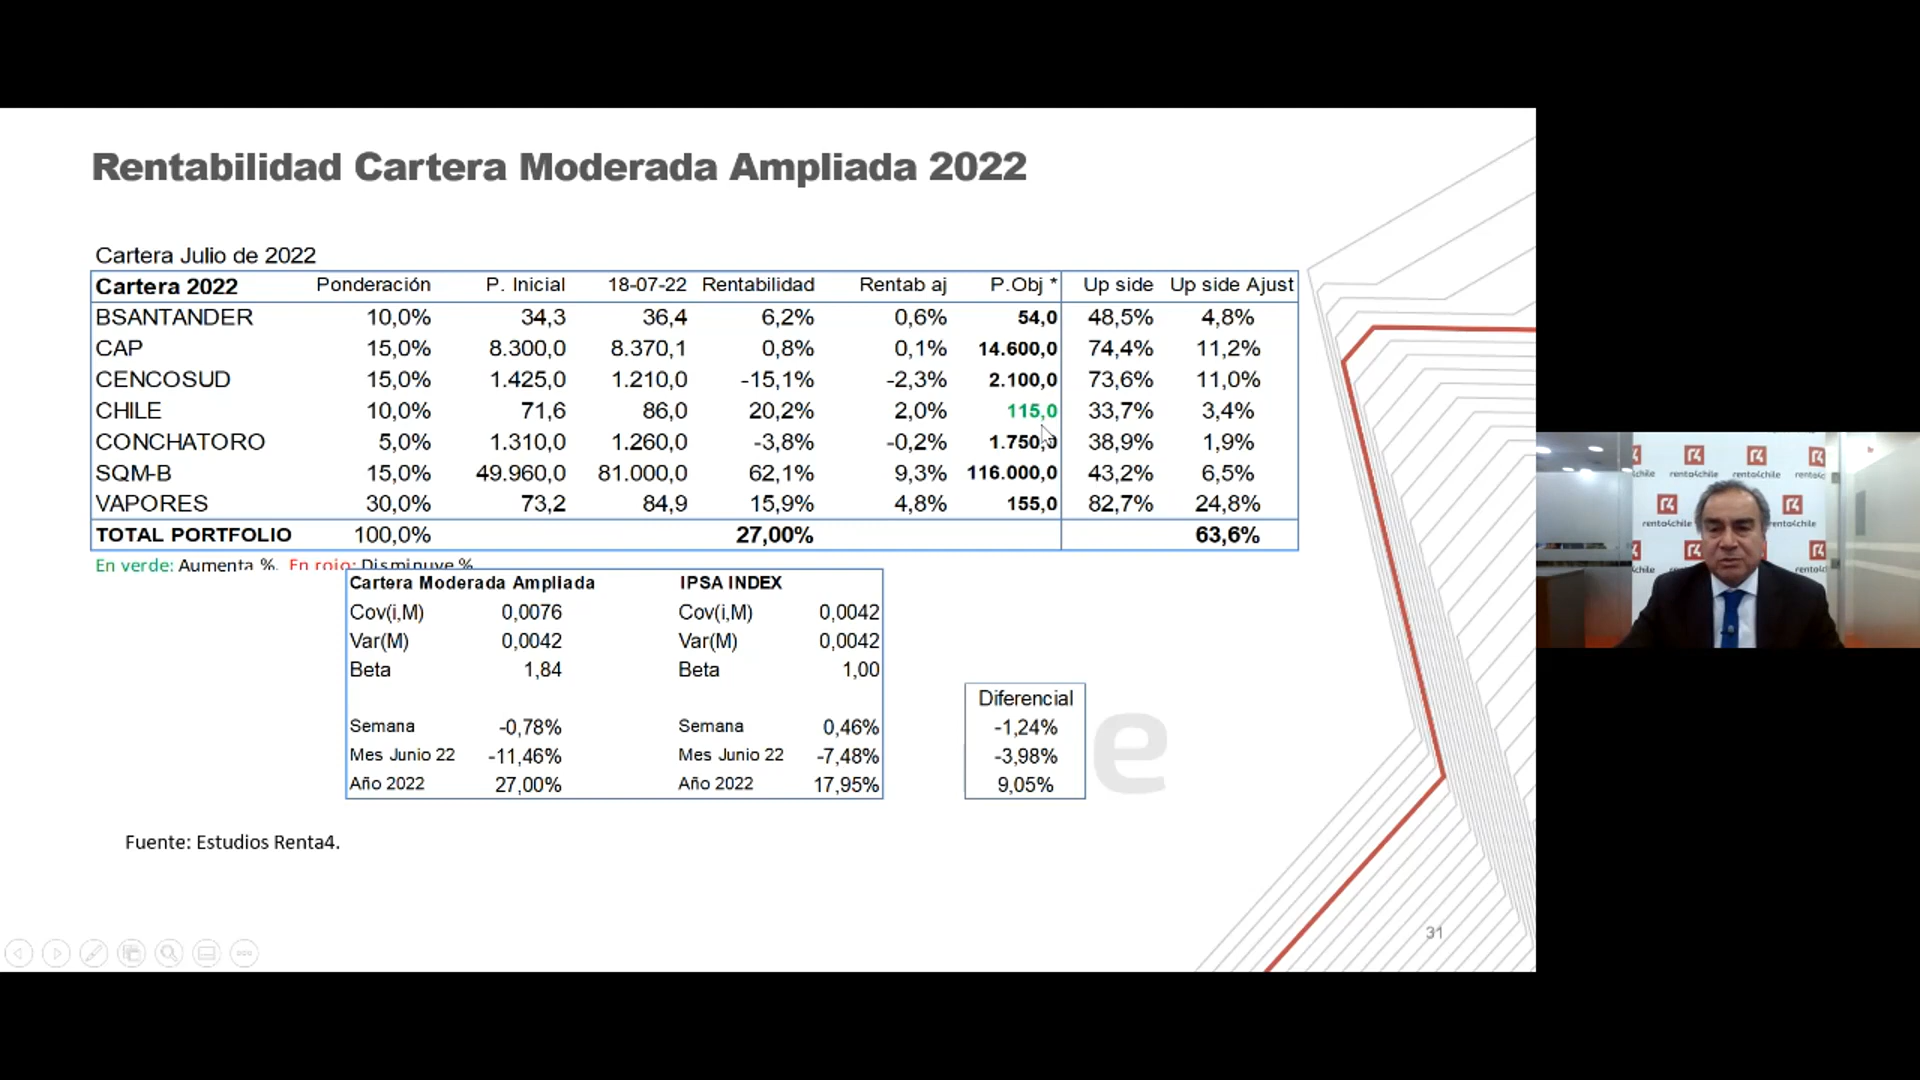 Rentabilidad Cartera Moderada Ampliada 2022
Cartera Julio de 2022
Cartera 2022 Ponderación P. Inicial 18-07-22 Rentabilidad Rentab aj P.Obj * Up side Up side Ajust
BSANTANDER 10,0% 34,3 36,4 6,2% 0,6% 54,0 48,5% 4,8%
CAP 15,0% 8.300,0 8.370,1 0,8% 0,1% 14.600,0 74,4% 11,2%
CENCOSUD 15,0% 1.425,0 1.210,0 -15,1% -2,3% 2.100,0 73,6% 11,0%
CHILE 10,0% 71,6 86,0 20,2% 2,0% 115,0 33,7% 3,4%
CONCHATORO 5,0% 1.310,0 1.260,0 -3,8% -0,2% 1.750,0 38,9% 1,9%
SQM-B 15,0% 49.960,0 81.000,0 62,1% 9,3% 116.000,0 43,2% 6,5%
VAPORES 30,0% 73,2 84,9 15,9% 4,8% 155,0 82,7% 24,8%
TOTAL PORTFOLIO 100,0% 27,00% 63,6%
En verde: Aumenta %. En rojo: Disminuye %
Cartera Moderada Ampliada IPSA INDEX
Cov(i,M) 0,0076 Cov(i,M) 0,0042
Var(M) 0,0042 Var(M) 0,0042
Beta 1,84 Beta 1,00
Diferencial
Semana -0,78% Semana 0,46% -1,24%
Mes Junio 22 -11,46% Mes Junio 22 -7,48% -3,98%
Año 2022 27,00% Año 2022 17,95% 9,05%
e
Fuente: Estudios Renta4.
31
renta4chile renta4chile
renta4chile renta4chile